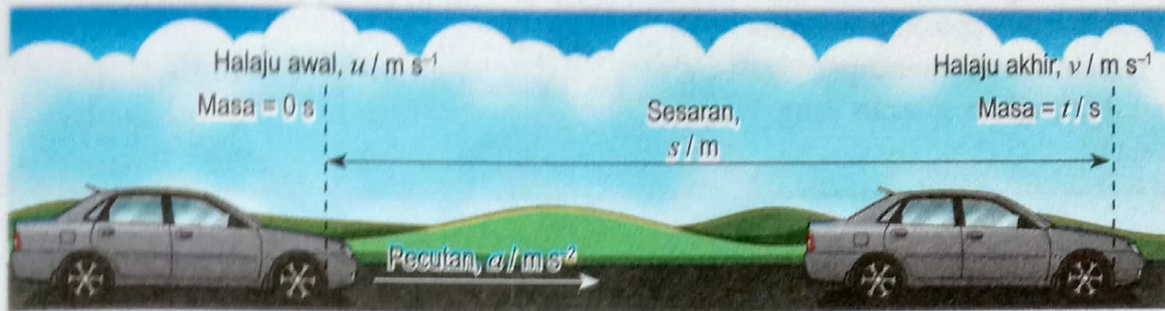 Halaju awal, u / m s⁻¹
Masa = 0 s
Sesaran,
s / m
Halaju akhir, v / m s⁻¹
Masa = t / s
Pecutan, a / m s⁻²